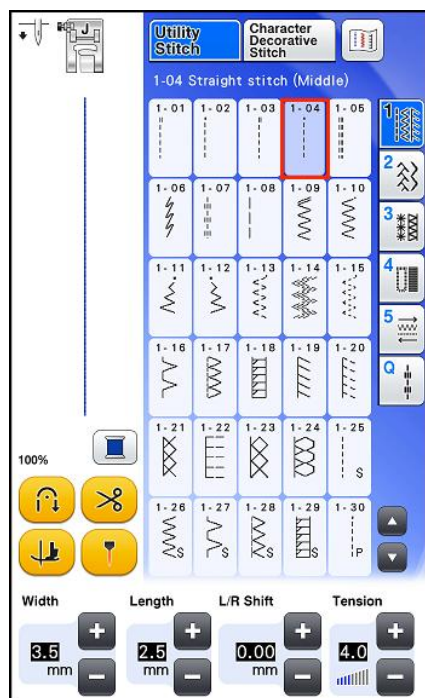 J
Utility
Stitch
Character
Decorative
Stitch
1-04 Straight stitch (Middle)
1-01 1-02 1-03 1-04 1-05
1
1-06 1-07 1-08 1-09 1-10
2
3
1-11 1-12 1-13 1-14 1-15
4
5
1-16 1-17 1-18 1-19 1-20
Q
1-21 1-22 1-23 1-24 1-25
S
100%
1-26 1-27 1-28 1-29 1-30
S S S S P
Width Length L/R Shift Tension
+ + + +
3.5 2.5 0.00 4.0
mm mm mm
− − − −